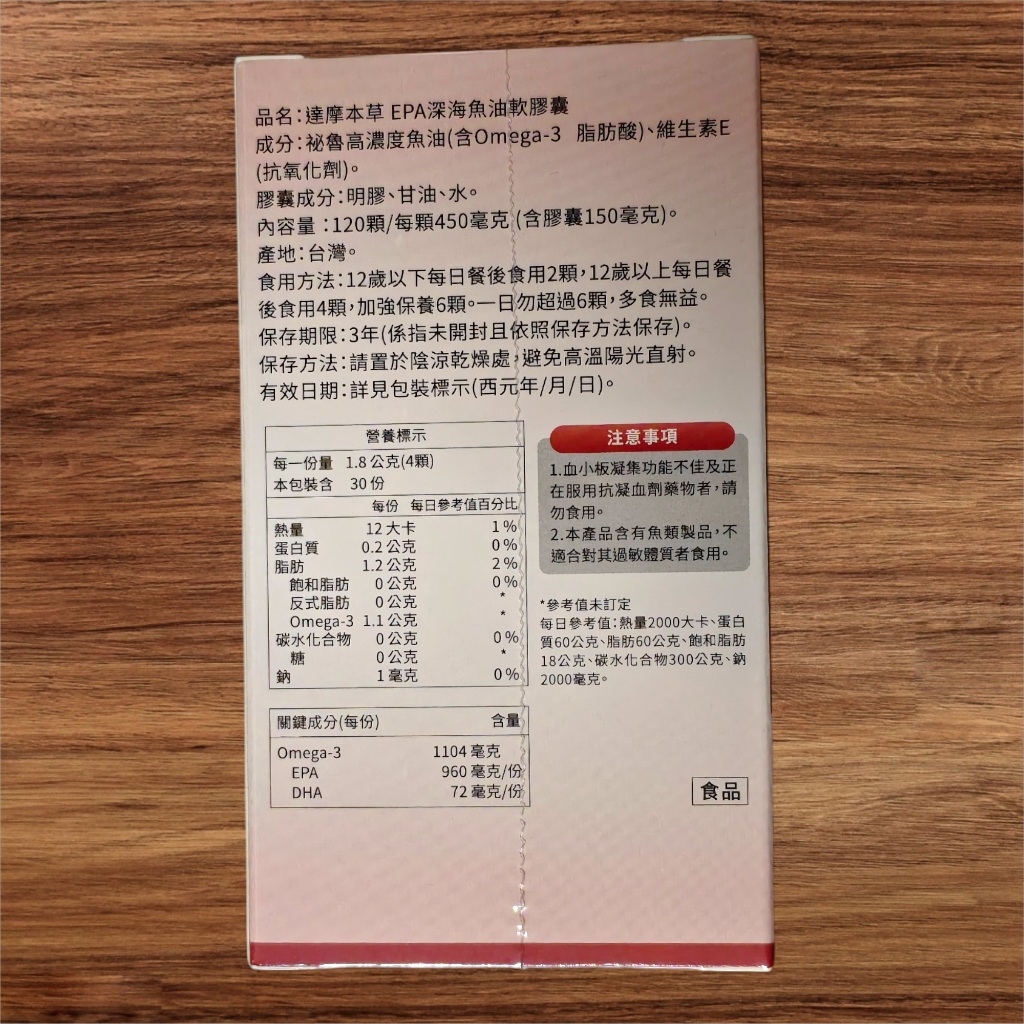 品名：達摩本草 EPA深海魚油軟膠囊
成分：祕魯高濃度魚油(含Omega-3 脂肪酸)、維生素E
(抗氧化劑)。
膠囊成分：明膠、甘油、水。
內容量：120顆/每顆450毫克 (含膠囊150毫克)。
產地：台灣。
食用方法：12歲以下每日餐後食用2顆，12歲以上每日餐
後食用4顆，加強保養6顆。一日勿超過6顆，多食無益。
保存期限：3年(係指未開封且依照保存方法保存)。
保存方法：請置於陰涼乾燥處，避免高溫陽光直射。
有效日期：詳見包裝標示(西元年/月/日)。
營養標示
每一份量 1.8 公克(4顆)
本包裝含 30 份
每份 每日參考值百分比
熱量 12 大卡 1 %
蛋白質 0.2 公克 0 %
脂肪 1.2 公克 2 %
飽和脂肪 0 公克 0 %
反式脂肪 0 公克 *
Omega-3 1.1 公克 *
碳水化合物 0 公克 0 %
糖 0 公克 *
鈉 1 毫克 0 %
關鍵成分(每份) 含量
Omega-3 1104 毫克
EPA 960 毫克/份
DHA 72 毫克/份
注意事項
1.血小板凝集功能不佳及正
在服用抗凝血劑藥物者，請
勿食用。
2.本產品含有魚類製品，不
適合對其過敏體質者食用。
*參考值未訂定
每日參考值：熱量2000大卡、蛋白
質60公克、脂肪60公克、飽和脂肪
18公克、碳水化合物300公克、鈉
2000毫克。
食品